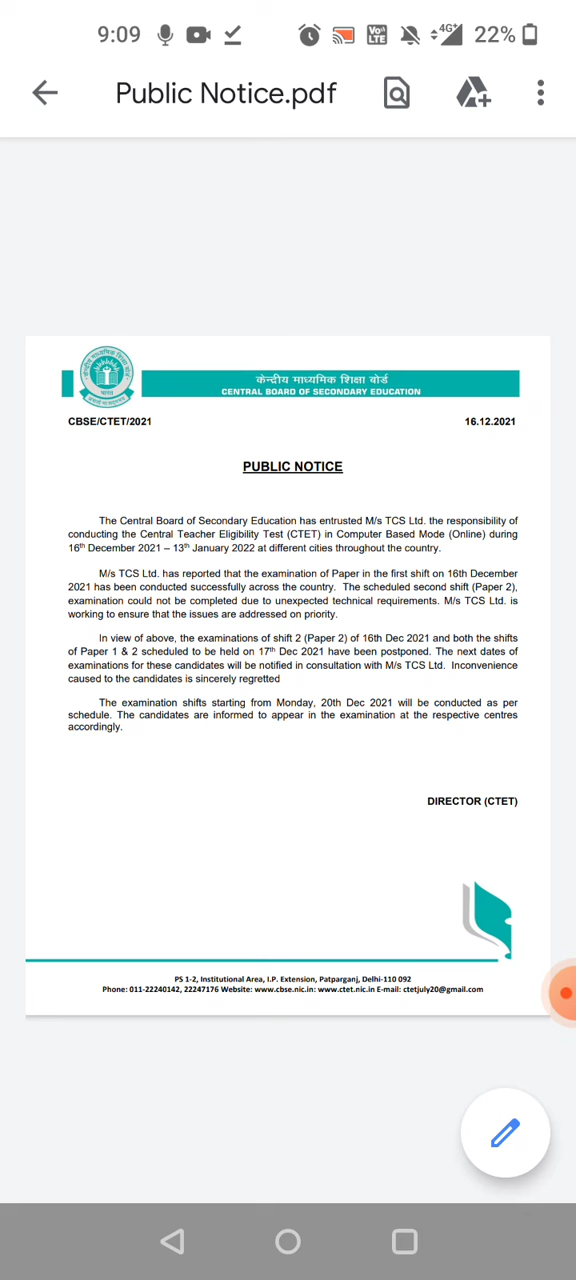 9:09
Vo))
LTE
4G+
22%
Public Notice.pdf
केन्द्रीय माध्यमिक शिक्षा बोर्ड
CENTRAL BOARD OF SECONDARY EDUCATION
भारत
CBSE/CTET/2021 16.12.2021
PUBLIC NOTICE
The Central Board of Secondary Education has entrusted M/s TCS Ltd. the responsibility of
conducting the Central Teacher Eligibility Test (CTET) in Computer Based Mode (Online) during
16th December 2021 – 13th January 2022 at different cities throughout the country.
M/s TCS Ltd. has reported that the examination of Paper in the first shift on 16th December
2021 has been conducted successfully across the country. The scheduled second shift (Paper 2),
examination could not be completed due to unexpected technical requirements. M/s TCS Ltd. is
working to ensure that the issues are addressed on priority.
In view of above, the examinations of shift 2 (Paper 2) of 16th Dec 2021 and both the shifts
of Paper 1 & 2 scheduled to be held on 17th Dec 2021 have been postponed. The next dates of
examinations for these candidates will be notified in consultation with M/s TCS Ltd. Inconvenience
caused to the candidates is sincerely regretted
The examination shifts starting from Monday, 20th Dec 2021 will be conducted as per
schedule. The candidates are informed to appear in the examination at the respective centres
accordingly.
DIRECTOR (CTET)
PS 1-2, Institutional Area, I.P. Extension, Patparganj, Delhi-110 092
Phone: 011-22240142, 22247176 Website: www.cbse.nic.in: www.ctet.nic.in E-mail: ctetjuly20@gmail.com